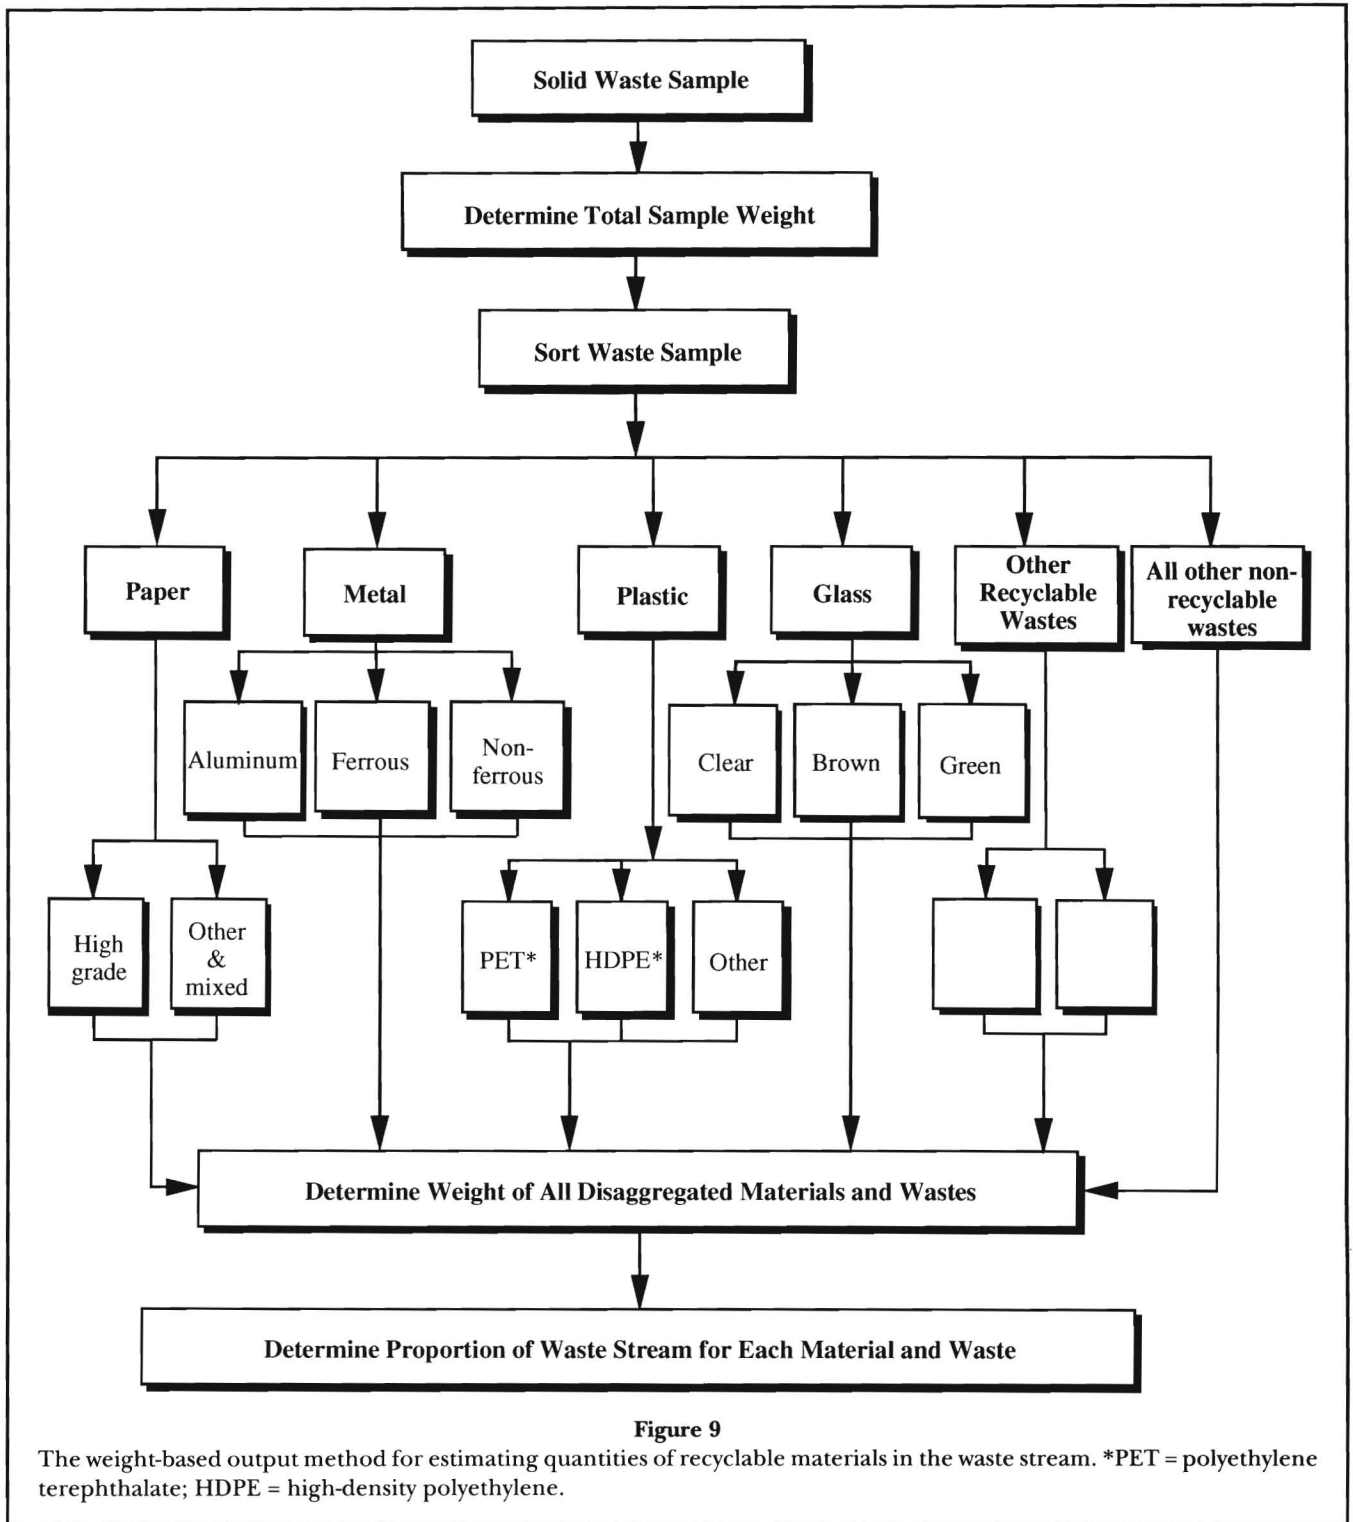 Solid Waste Sample
Determine Total Sample Weight
Sort Waste Sample
Paper
Metal
Plastic
Glass
Other
Recyclable
Wastes
All other non-
recyclable
wastes
Aluminum
Ferrous
Non-
ferrous
Clear
Brown
Green
High
grade
Other
&
mixed
PET*
HDPE*
Other
Determine Weight of All Disaggregated Materials and Wastes
Determine Proportion of Waste Stream for Each Material and Waste
Figure 9
The weight-based output method for estimating quantities of recyclable materials in the waste stream. *PET = polyethylene
terephthalate; HDPE = high-density polyethylene.